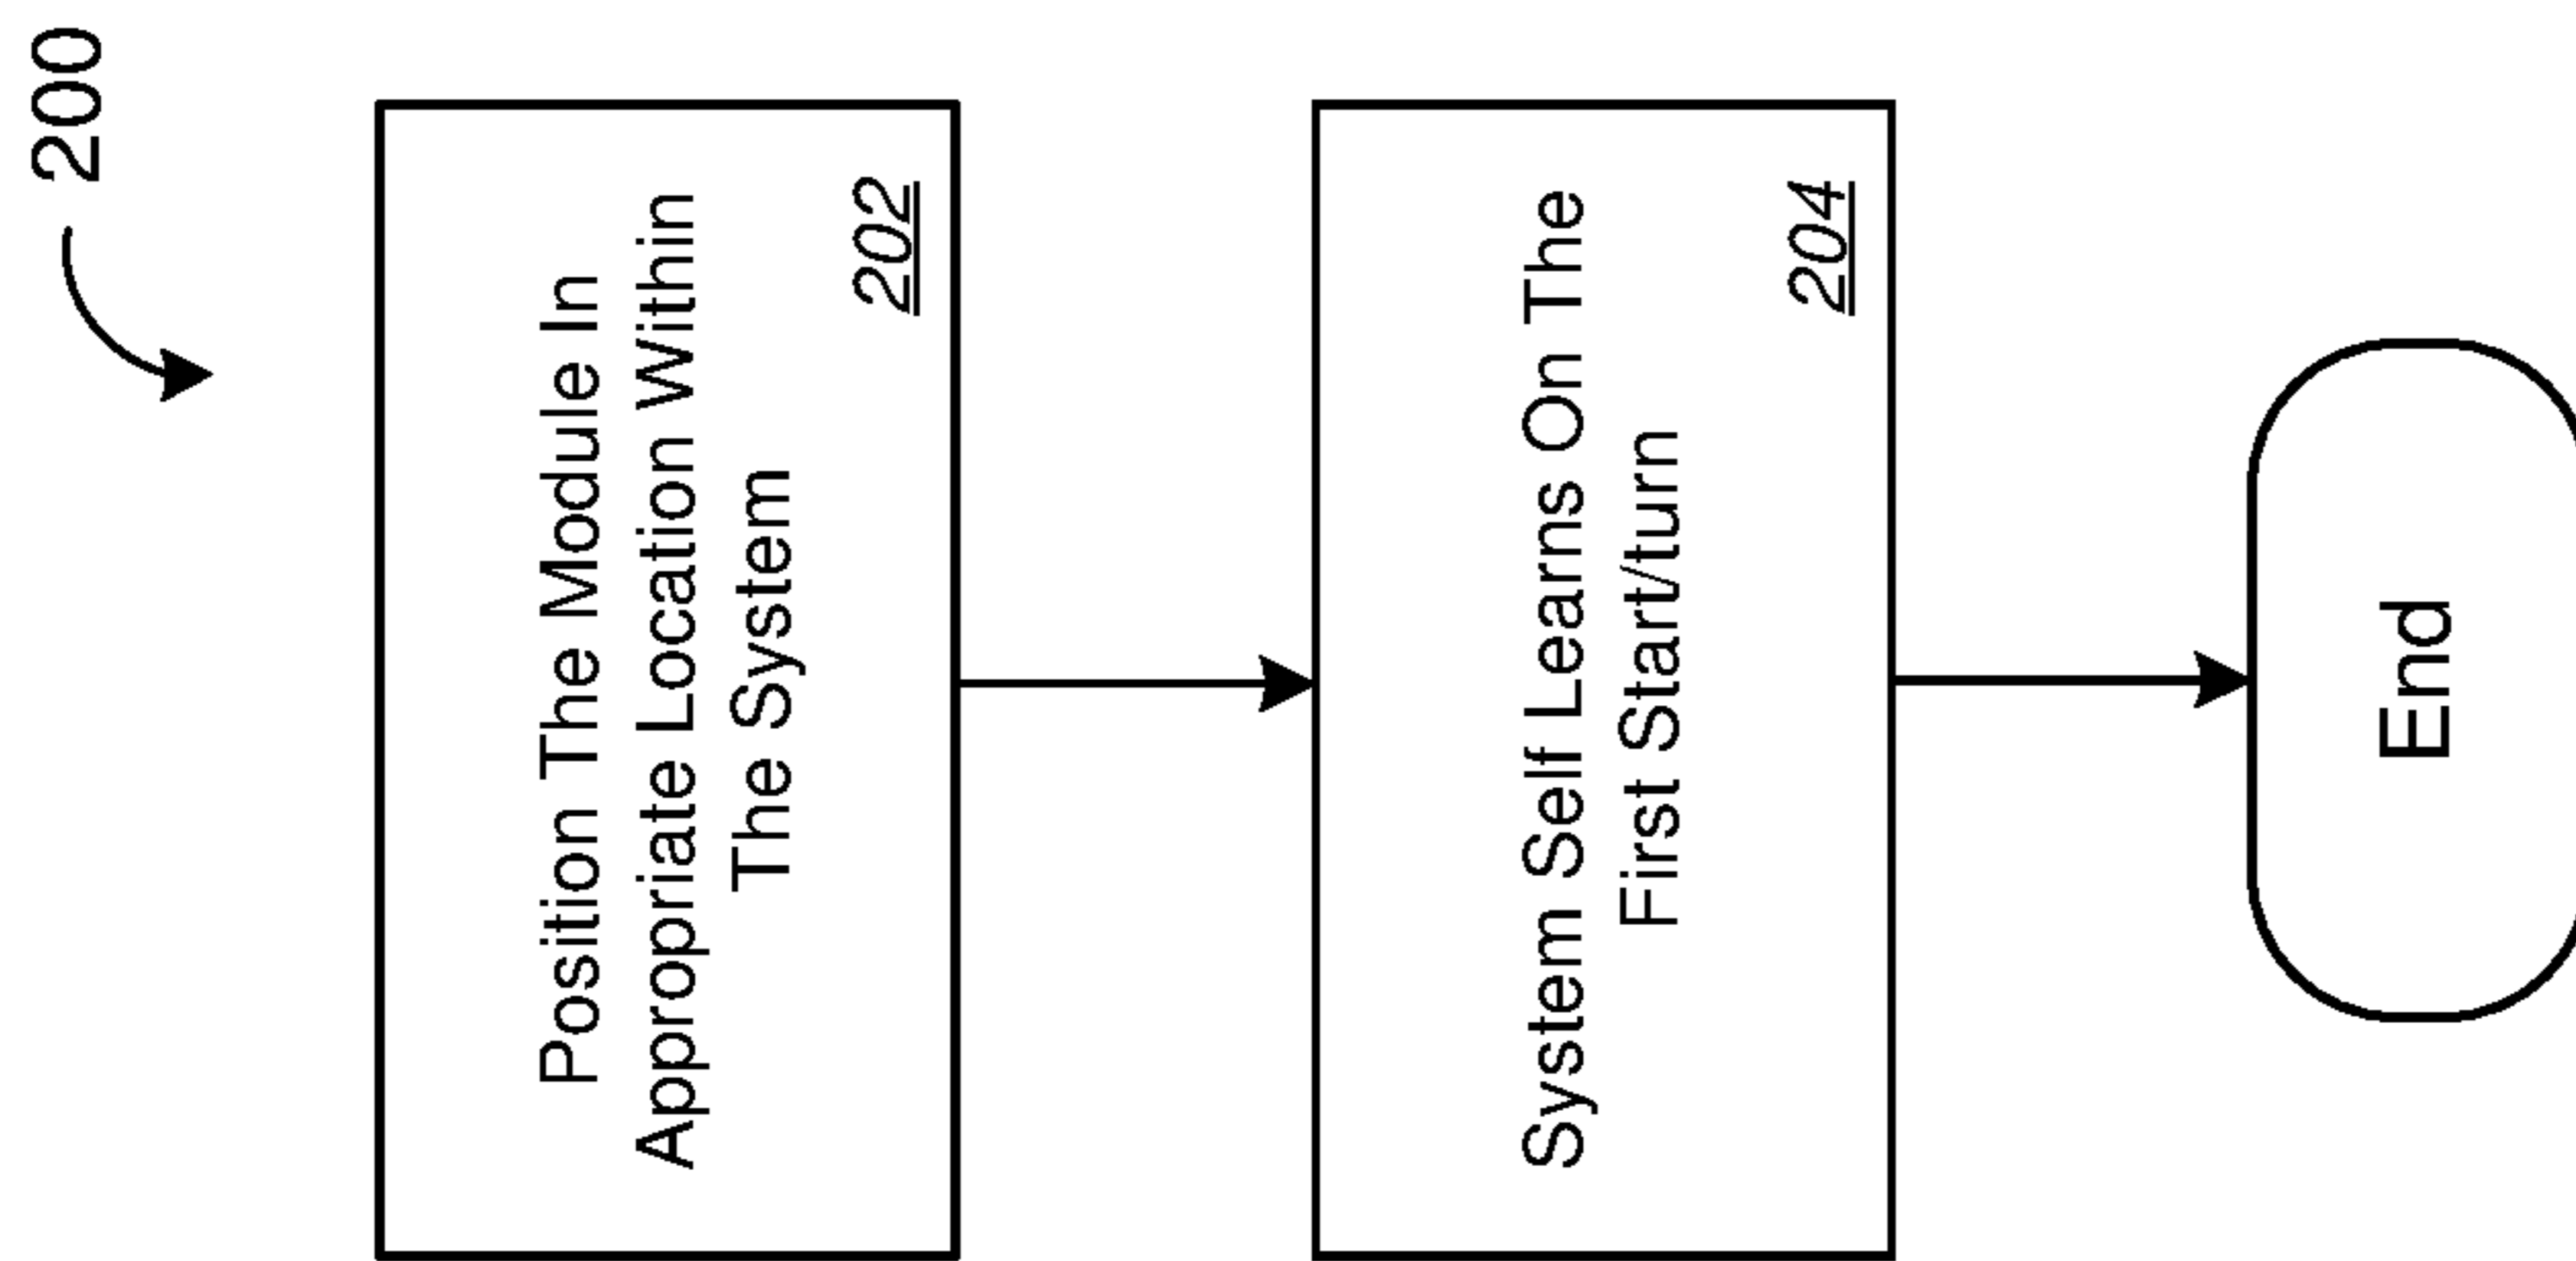 200
Position The Module In
Appropriate Location Within
The System
202
System Self Learns On The
First Start/turn
204
End